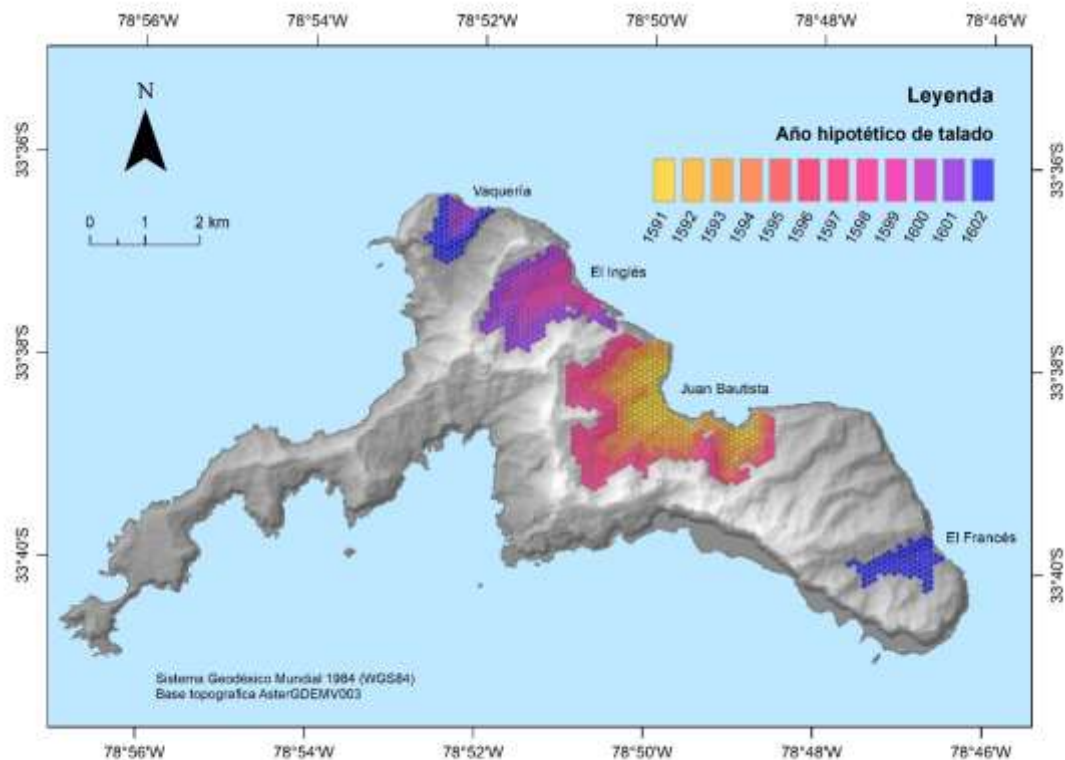 78°56'W 78°54'W 78°52'W 78°50'W 78°48'W 78°46'W
33°36'S
33°38'S
33°40'S
N
0 1 2 km
Leyenda
Año hipotético de talado
1591 1592 1593 1594 1595 1596 1597 1598 1599 1600 1601 1602
Vaquería
El Inglés
Juan Bautista
El Francés
33°36'S
33°38'S
33°40'S
Sistema Geodéxico Mundial 1984 (WGS84)
Base topografica AsterGDEMV003
78°56'W 78°54'W 78°52'W 78°50'W 78°48'W 78°46'W